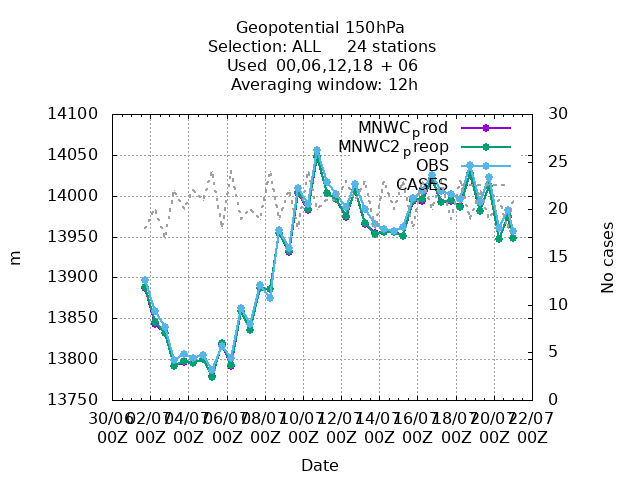 Geopotential 150hPa
Selection: ALL     24 stations
Used  00,06,12,18  + 06
Averaging window: 12h
14100
14050
14000
13950
13900
13850
13800
13750
m
30
25
20
15
10
5
0
No cases
MNWCprod
MNWC2preop
OBS
CASES
30/06 02/07 04/07 06/07 08/07 10/07 12/07 14/07 16/07 18/07 20/07 22/07
00Z 00Z 00Z 00Z 00Z 00Z 00Z 00Z 00Z 00Z 00Z 00Z
Date